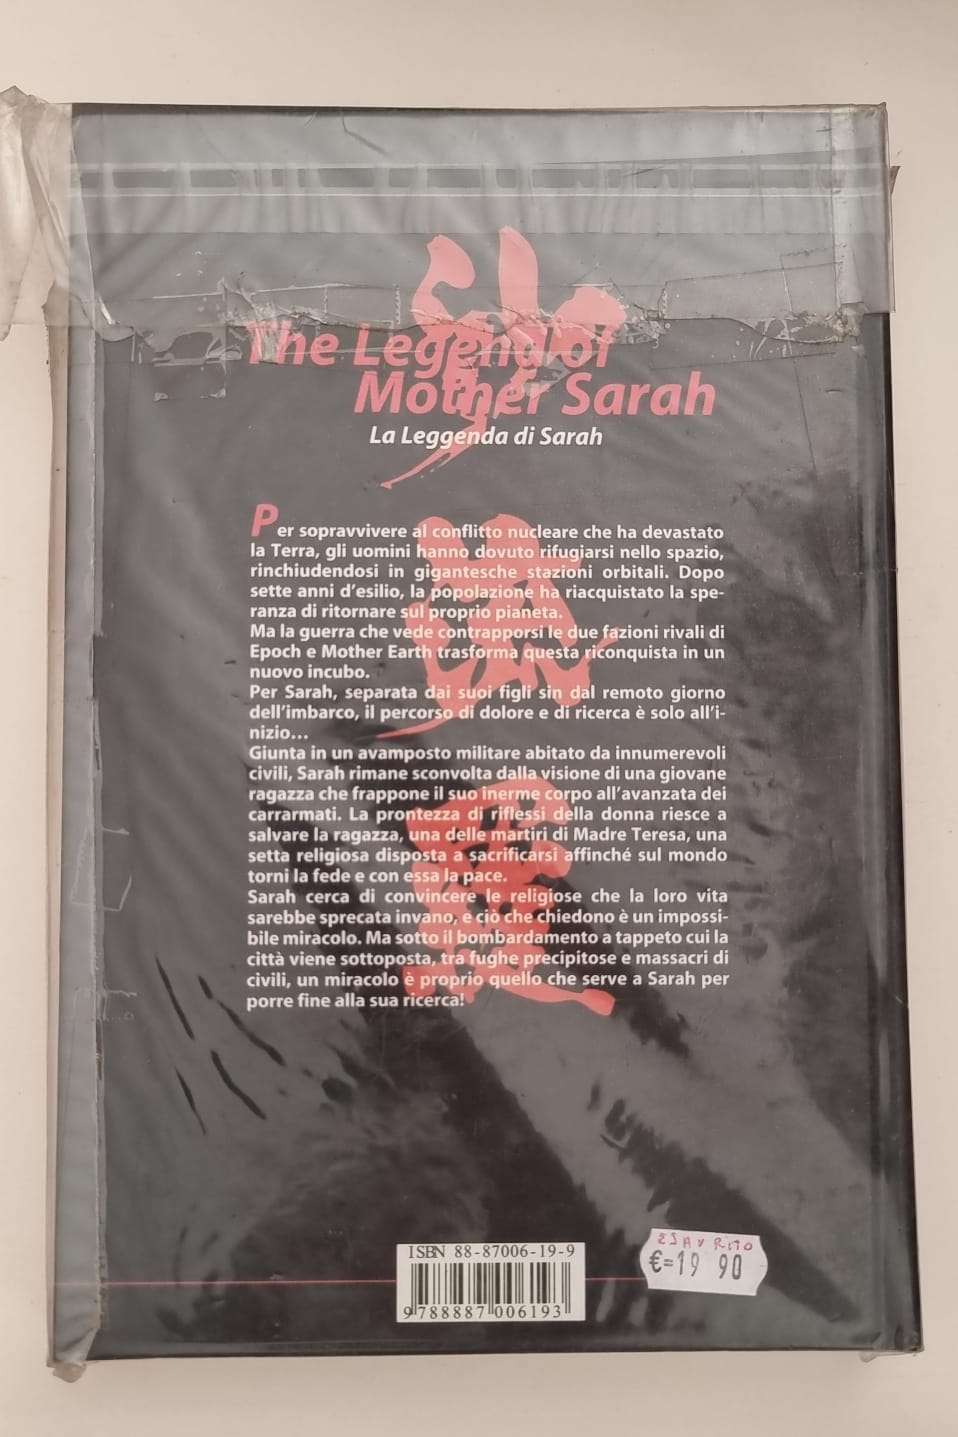 The Legend of
Mother Sarah
La Leggenda di Sarah
Per sopravvivere al conflitto nucleare che ha devastato
la Terra, gli uomini hanno dovuto rifugiarsi nello spazio,
rinchiudendosi in gigantesche stazioni orbitali. Dopo
sette anni d'esilio, la popolazione ha riacquistato la spe-
ranza di ritornare sul proprio pianeta.
Ma la guerra che vede contrapporsi le due fazioni rivali di
Epoch e Mother Earth trasforma questa riconquista in un
nuovo incubo.
Per Sarah, separata dai suoi figli sin dal remoto giorno
dell'imbarco, il percorso di dolore e di ricerca è solo all'i-
nizio...
Giunta in un avamposto militare abitato da innumerevoli
civili, Sarah rimane sconvolta dalla visione di una giovane
ragazza che frappone il suo inerme corpo all'avanzata dei
carrarmati. La prontezza di riflessi della donna riesce a
salvare la ragazza, una delle martiri di Madre Teresa, una
setta religiosa disposta a sacrificarsi affinché sul mondo
torni la fede e con essa la pace.
Sarah cerca di convincere le religiose che la loro vita
sarebbe sprecata invano, e ciò che chiedono è un impossi-
bile miracolo. Ma sotto il bombardamento a tappeto cui la
città viene sottoposta, tra fughe precipitose e massacri di
civili, un miracolo è proprio quello che serve a Sarah per
porre fine alla sua ricerca!
ISBN 88-87006-19-9
9 788887 006193
ESAURITO
€=19 90